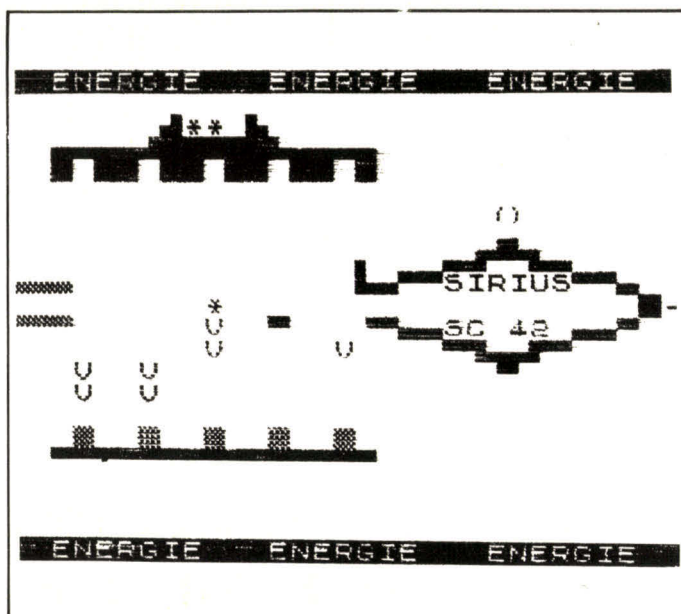 ENERGIE ENERGIE ENERGIE
**
()
SIRIUS
*
V
SC 42
V V
V V
V V
ENERGIE ENERGIE ENERGIE